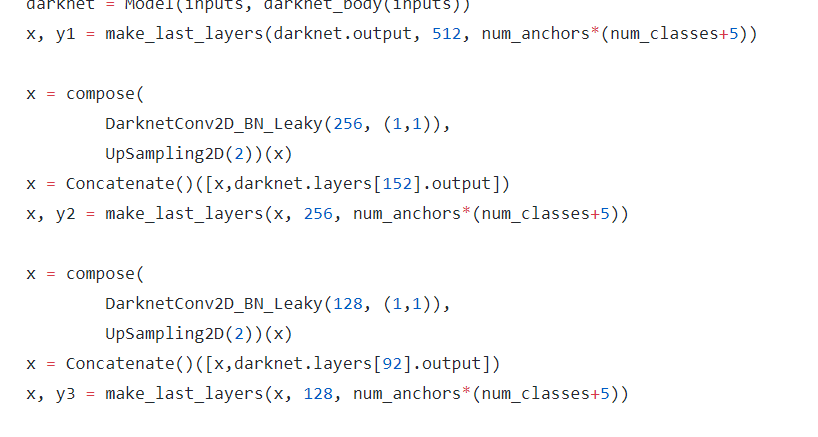 darknet = Model(inputs, darknet_body(inputs))
x, y1 = make_last_layers(darknet.output, 512, num_anchors*(num_classes+5))
x = compose(
DarknetConv2D_BN_Leaky(256, (1,1)),
UpSampling2D(2))(x)
x = Concatenate()([x,darknet.layers[152].output])
x, y2 = make_last_layers(x, 256, num_anchors*(num_classes+5))
x = compose(
DarknetConv2D_BN_Leaky(128, (1,1)),
UpSampling2D(2))(x)
x = Concatenate()([x,darknet.layers[92].output])
x, y3 = make_last_layers(x, 128, num_anchors*(num_classes+5))